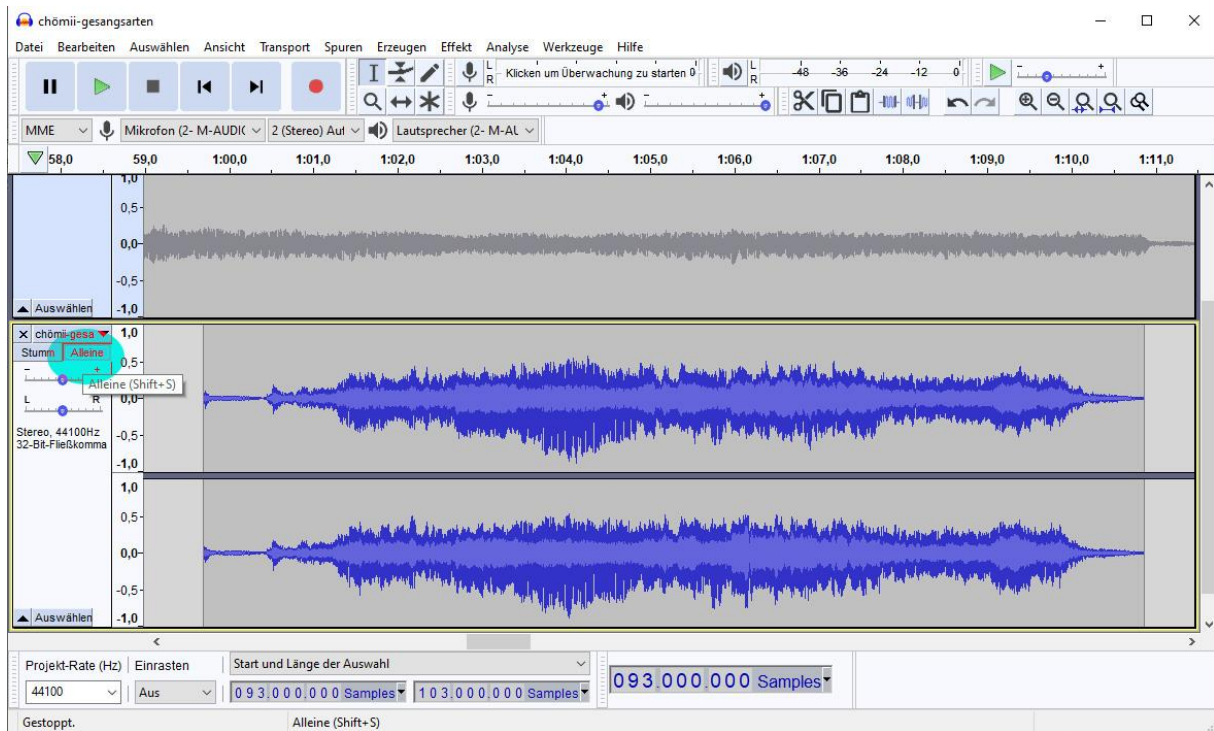 chömii-gesangsarten
Datei Bearbeiten Auswählen Ansicht Transport Spuren Erzeugen Effekt Analyse Werkzeuge Hilfe
L R Klicken um Überwachung zu starten 0 L R -48 -36 -24 -12 0
MME Mikrofon (2- M-AUDI( 2 (Stereo) Auf Lautsprecher (2- M-AL
58,0 59,0 1:00,0 1:01,0 1:02,0 1:03,0 1:04,0 1:05,0 1:06,0 1:07,0 1:08,0 1:09,0 1:10,0 1:11,0
1,0
0,5
0,0
-0,5
Auswählen -1,0
chömii-gesa 1,0
Stumm Alleine
0,5
- +
Alleine (Shift+S)
L R 0,0
Stereo, 44100Hz
-0,5
32-Bit-Fließkomma
-1,0
1,0
0,5
0,0
-0,5
Auswählen -1,0
Projekt-Rate (Hz) Einrasten Start und Länge der Auswahl
44100 Aus 093.000.000 Samples 103.000.000 Samples 093.000.000 Samples
Gestoppt. Alleine (Shift+S)